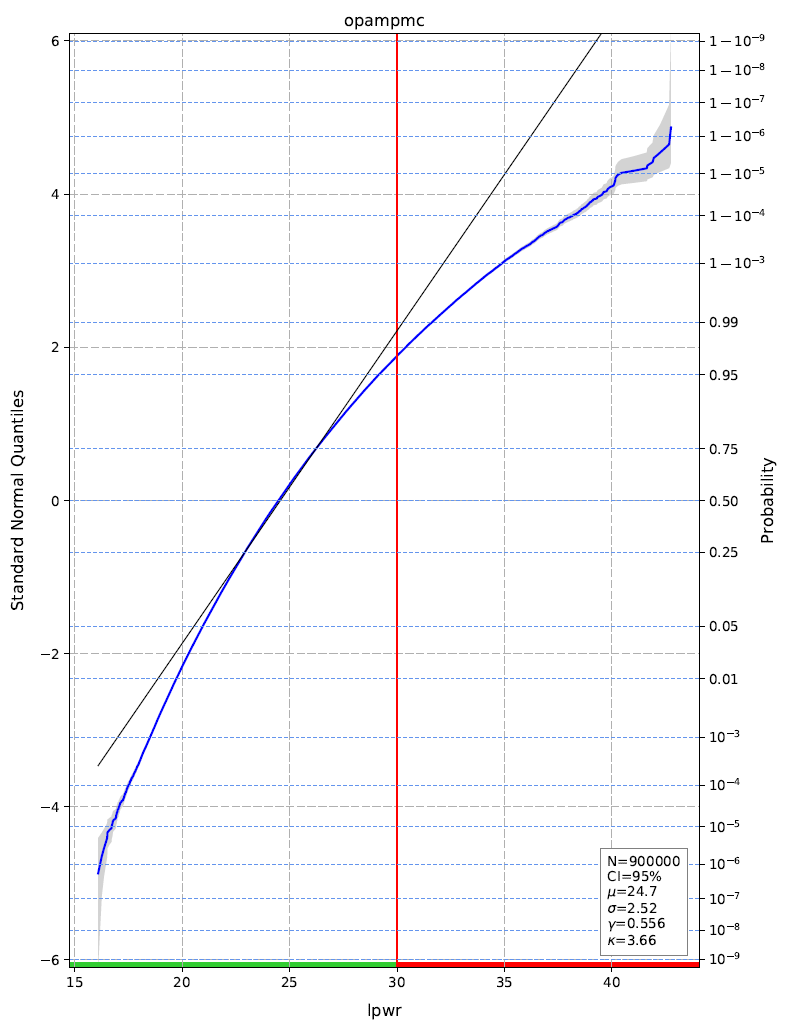 opampmc
6
4
2
0
−2
−4
−6
Standard Normal Quantiles
1−10⁻⁹
1−10⁻⁸
1−10⁻⁷
1−10⁻⁶
1−10⁻⁵
1−10⁻⁴
1−10⁻³
0.99
0.95
0.75
0.50
0.25
0.05
0.01
10⁻³
10⁻⁴
10⁻⁵
10⁻⁶
10⁻⁷
10⁻⁸
10⁻⁹
Probability
N=900000
CI=95%
μ=24.7
σ=2.52
γ=0.556
κ=3.66
15 20 25 30 35 40
lpwr